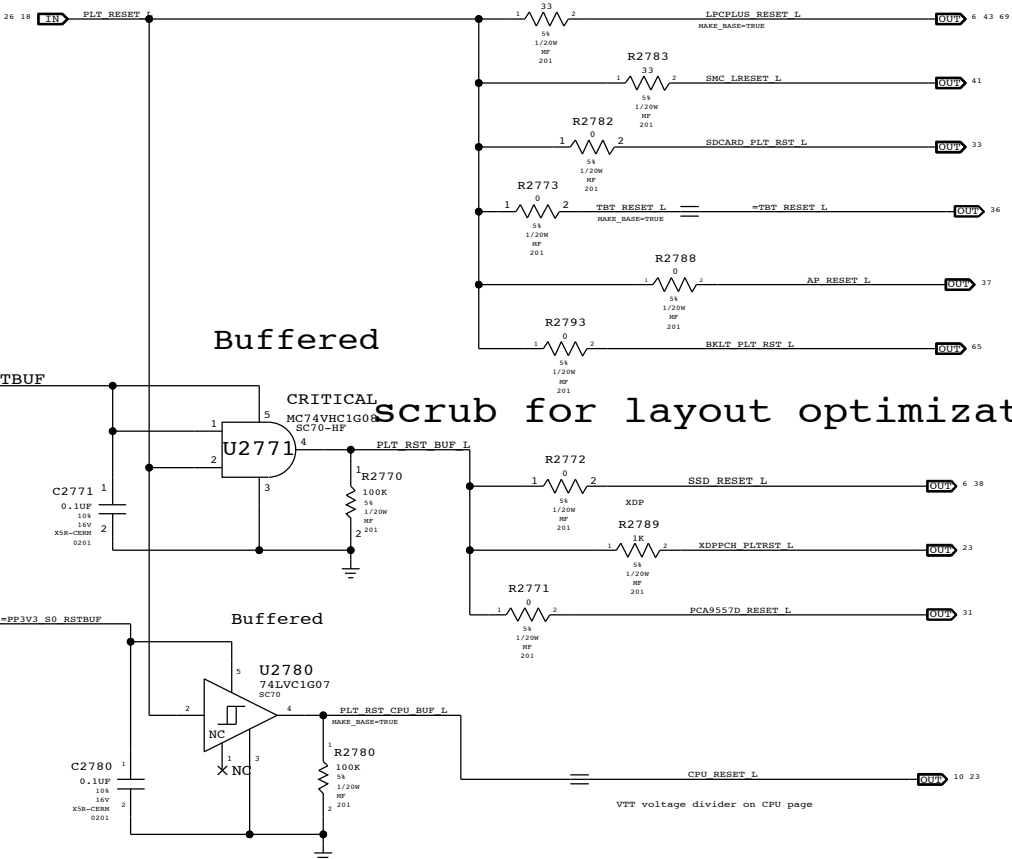 33
26 18 IN PLT_RESET_L 1 2 LPCPLUS_RESET_L OUT 6 43 69
5% MAKE_BASE=TRUE
1/20W
MF
201
R2783
33
1 2 SMC_LRESET_L OUT 41
5%
1/20W
MF
201
R2782
0
1 2 SDCARD_PLT_RST_L OUT 33
5%
1/20W
MF
201
R2773
0
1 2 TBT_RESET_L =TBT_RESET_L OUT 36
MAKE_BASE=TRUE
5%
1/20W
MF
201
R2788
0
1 2 AP_RESET_L OUT 37
5%
1/20W
MF
201
R2793
0
1 2 BKLT_PLT_RST_L OUT 65
5%
1/20W
MF
201
Buffered
TBUF
scrub for layout optimizat
CRITICAL
MC74VHC1G08
SC70-HF
5
1
2
U2771
4
3
PLT_RST_BUF_L
C2771
1
0.1UF
10%
16V
X5R-CERM
0201
2
1
R2770
100K
5%
1/20W
MF
201
2
R2772
0
1 2 SSD_RESET_L OUT 6 38
5%
1/20W
MF
201
XDP
R2789
1K
1 2 XDPPCH_PLTRST_L OUT 23
5%
1/20W
MF
201
R2771
0
1 2 PCA9557D_RESET_L OUT 31
5%
1/20W
MF
201
Buffered
=PP3V3_S0_RSTBUF
5
U2780
74LVC1G07
SC70
2
4
NC
1
3
NC
PLT_RST_CPU_BUF_L
MAKE_BASE=TRUE
C2780
1
0.1UF
10%
16V
X5R-CERM
0201
2
1
R2780
100K
5%
1/20W
MF
201
2
CPU_RESET_L OUT 10 23
VTT voltage divider on CPU page